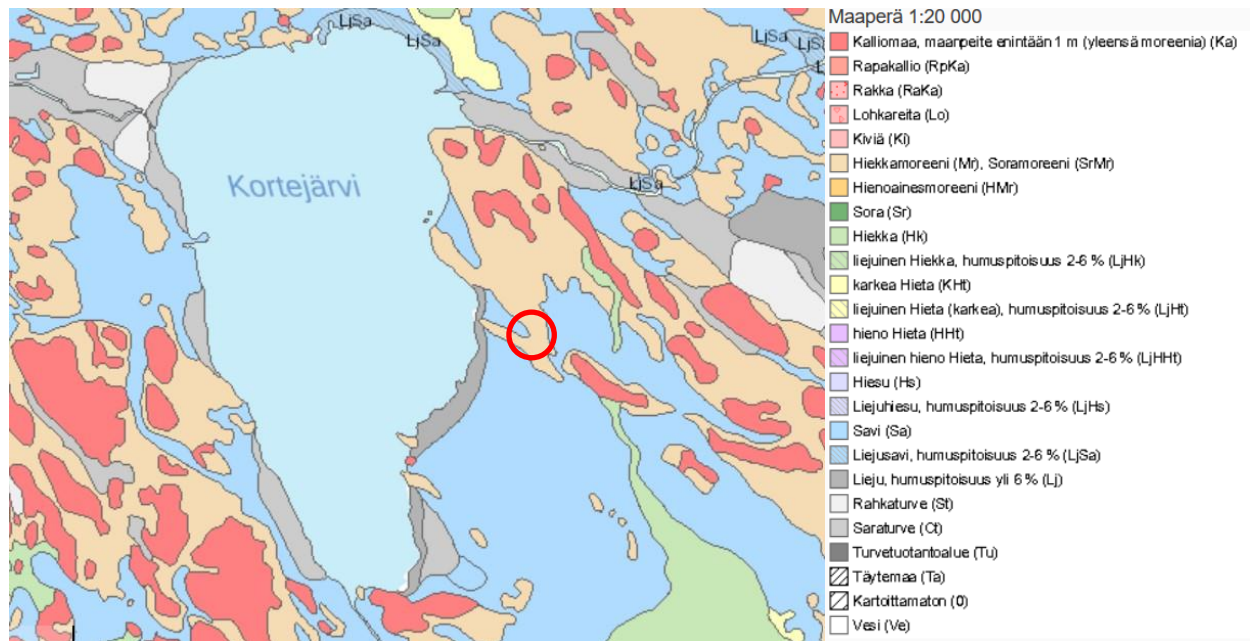 LjSa
LjSa
LjSa
LjS
L
Kortejärvi
LjSa
Maaperä 1:20 000
Kalliomaa, maanpeite enintään 1 m (yleensä moreenia) (Ka)
Rapakallio (RpKa)
Rakka (RaKa)
Lohkareita (Lo)
Kiviä (Ki)
Hiekkamoreeni (Mr), Soramoreeni (SrMr)
Hienoainesmoreeni (HMr)
Sora (Sr)
Hiekka (Hk)
liejuinen Hiekka, humuspitoisuus 2-6 % (LjHk)
karkea Hieta (KHt)
liejuinen Hieta (karkea), humuspitoisuus 2-6 % (LjHt)
hieno Hieta (HHt)
liejuinen hieno Hieta, humuspitoisuus 2-6 % (LjHHt)
Hiesu (Hs)
Liejuhiesu, humuspitoisuus 2-6 % (LjHs)
Savi (Sa)
Liejusavi, humuspitoisuus 2-6 % (LjSa)
Lieju, humuspitoisuus yli 6 % (Lj)
Rahkaturve (St)
Saraturve (Ct)
Turvetuotantoalue (Tu)
Täytemaa (Ta)
Kartoittamaton (0)
Vesi (Ve)